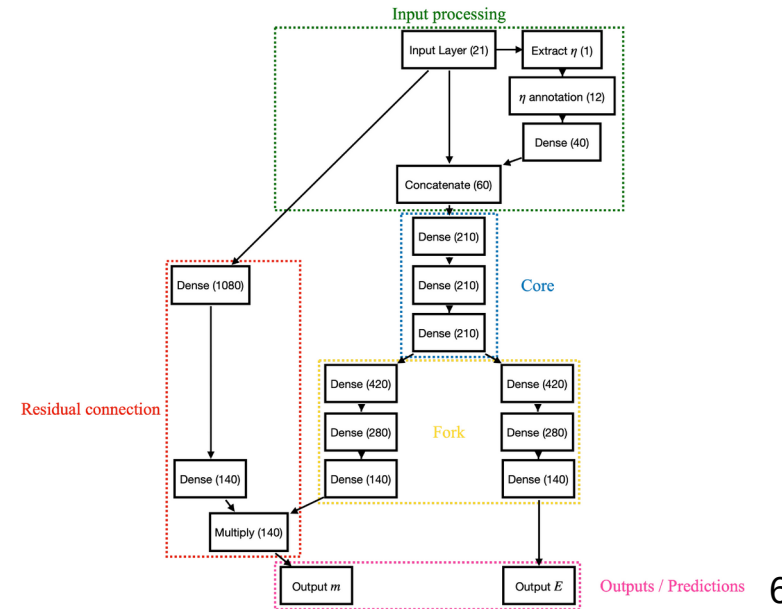 Input processing
Input Layer (21)
Extract η (1)
η annotation (12)
Dense (40)
Concatenate (60)
Dense (210)
Dense (1080)
Dense (210)
Core
Dense (210)
Dense (420)
Dense (420)
Residual connection
Dense (280)
Fork
Dense (280)
Dense (140)
Dense (140)
Dense (140)
Multiply (140)
Output m
Output E
Outputs / Predictions
6